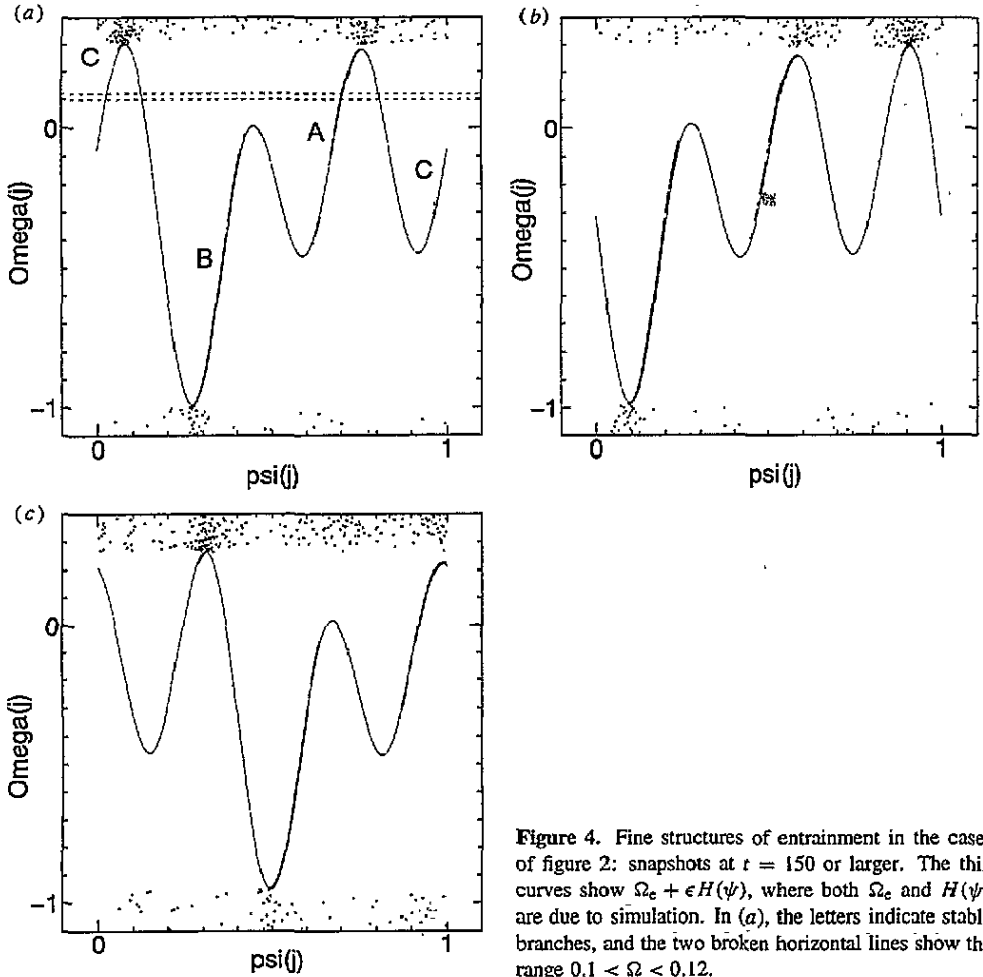 (a)
C
A
C
B
0
-1
Omega(j)
0
1
psi(j)
(b)
0
-1
Omega(j)
0
1
psi(j)
(c)
0
-1
Omega(j)
0
1
psi(j)
Figure 4. Fine structures of entrainment in the case
of figure 2: snapshots at t = 150 or larger. The thi
curves show Ωe + ϵH(ψ), where both Ωe and H(ψ
are due to simulation. In (a), the letters indicate stabl
branches, and the two broken horizontal lines show th
range 0.1 < Ω < 0.12.